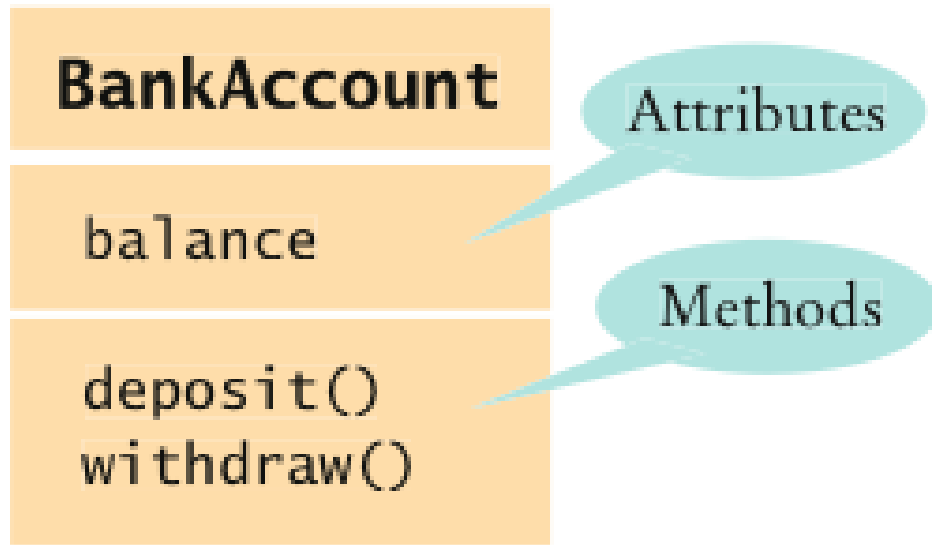 BankAccount
Attributes
balance
Methods
deposit()
withdraw()